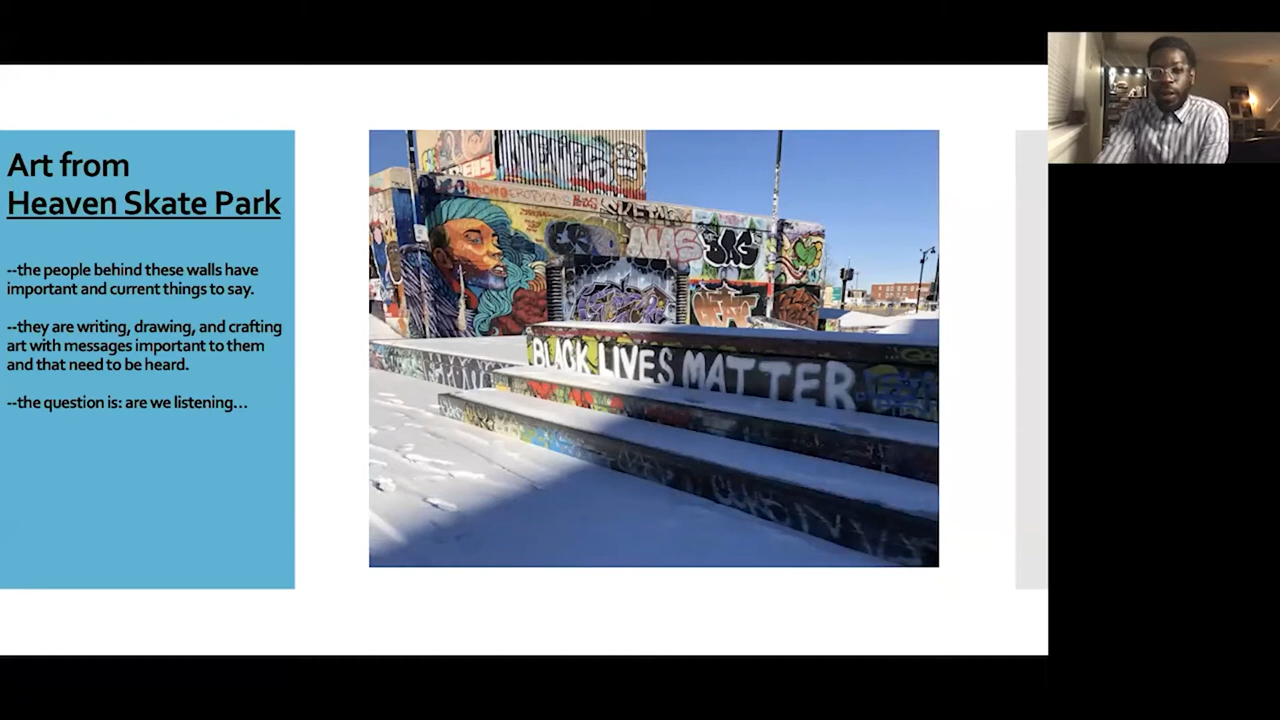 Art from
Heaven Skate Park
--the people behind these walls have
important and current things to say.
--they are writing, drawing, and crafting
art with messages important to them
and that need to be heard.
--the question is: are we listening…
NAS
BLACK LIVES MATTER